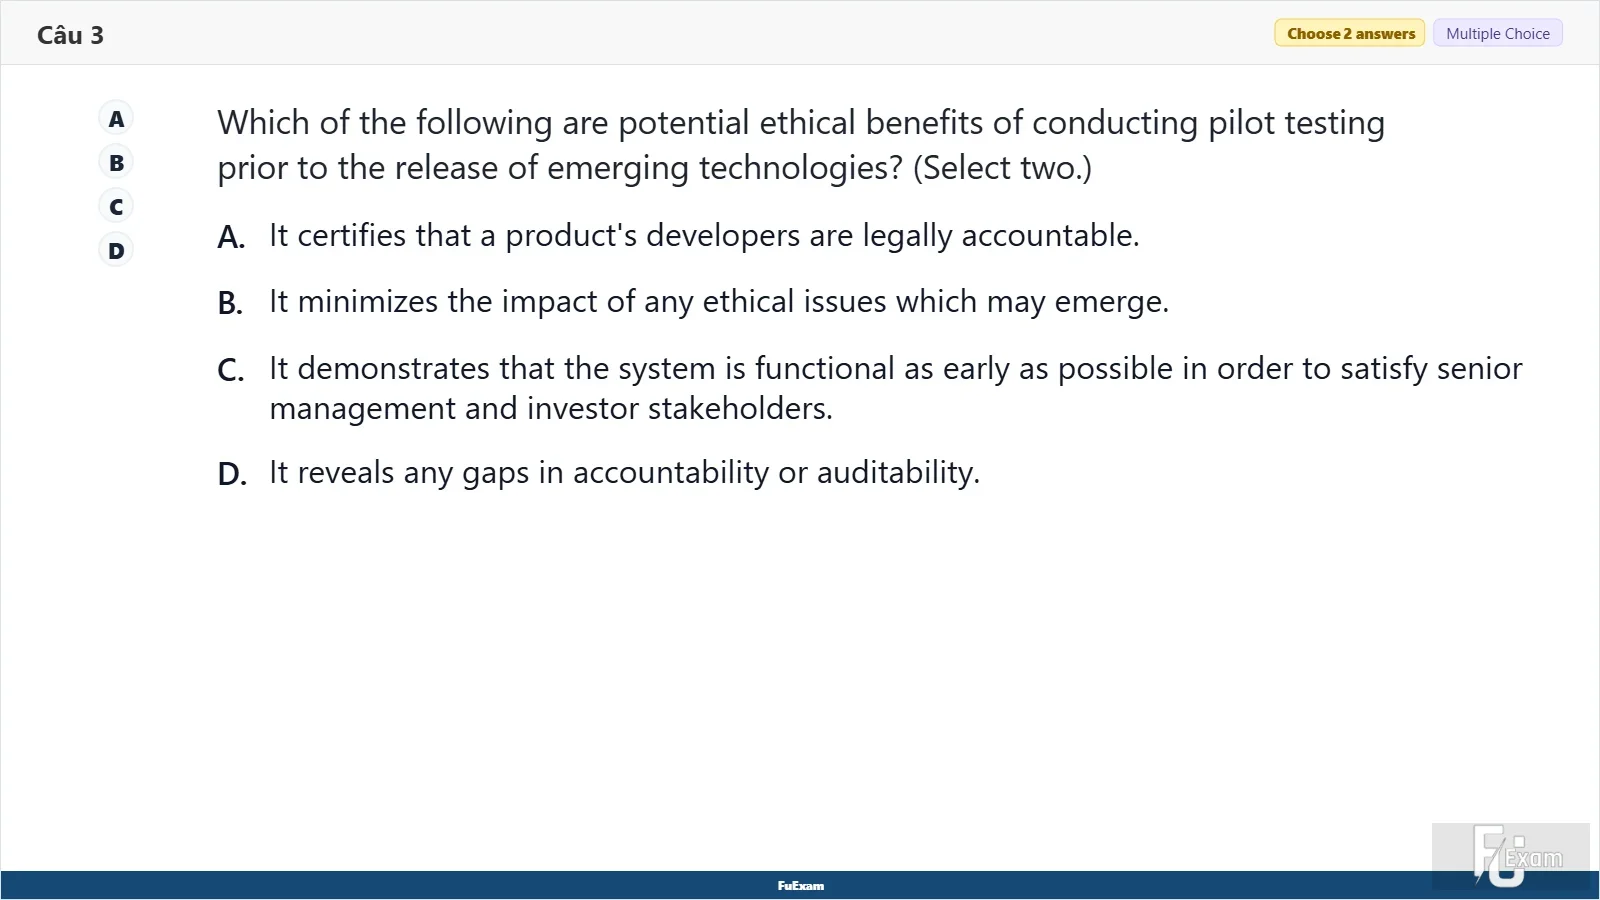 Câu 3
Choose 2 answers
Multiple Choice
A
B
C
D
Which of the following are potential ethical benefits of conducting pilot testing
prior to the release of emerging technologies? (Select two.)
A. It certifies that a product's developers are legally accountable.
B. It minimizes the impact of any ethical issues which may emerge.
C. It demonstrates that the system is functional as early as possible in order to satisfy senior
management and investor stakeholders.
D. It reveals any gaps in accountability or auditability.
FU Exam
FuExam